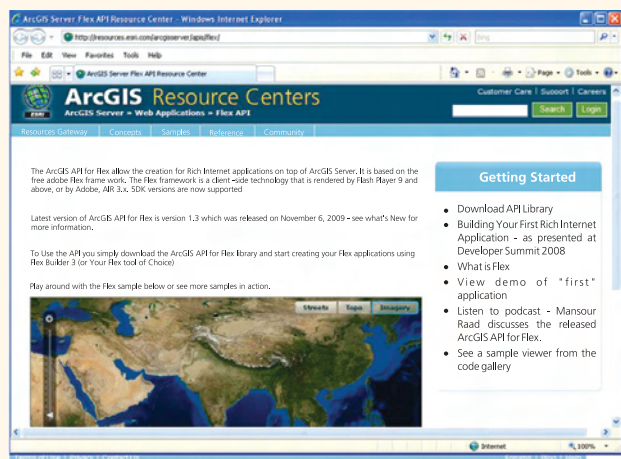 ArcGIS Server Flex API Resource Center - Windows Internet Explorer
http://resources.esri.com/arcgisserver/apis/flex/
bing
File Edit View Favorites Tools Help
ArcGIS Server Flex API Resource Center
Page Tools
ESRI
ArcGIS Resource Centers
ArcGIS Server » Web Applications » Flex API
Customer Care | Support | Careers
Search Login
Resources Gateway | Concepts | Samples | Reference | Community
The ArcGIS API for Flex allow the creation for Rich Internet applications on top of ArcGIS Server. It is based on the
free adobe Flex frame work. The Flex framework is a client -side technology that is rendered by Flash Player 9 and
above, or by Adobe, AIR 3.x. SDK versions are now supported
Latest version of ArcGIS API for Flex is version 1.3 which was released on November 6, 2009 - see what's New for
more information.
To Use the API you simply download the ArcGIS API for Flex library and start creating your Flex applications using
Flex Builder 3 (or Your Flex tool of Choice)
Play around with the Flex sample below or see more samples in action.
Streets Topo Imagery
Getting Started
• Download API Library
• Building Your First Rich Internet
Application - as presented at
Developer Summit 2008
• What is Flex
• View demo of "first"
application
• Listen to podcast - Mansour
Raad discusses the released
ArcGIS API for Flex.
• See a sample viewer from the
code gallery
Internet
100%